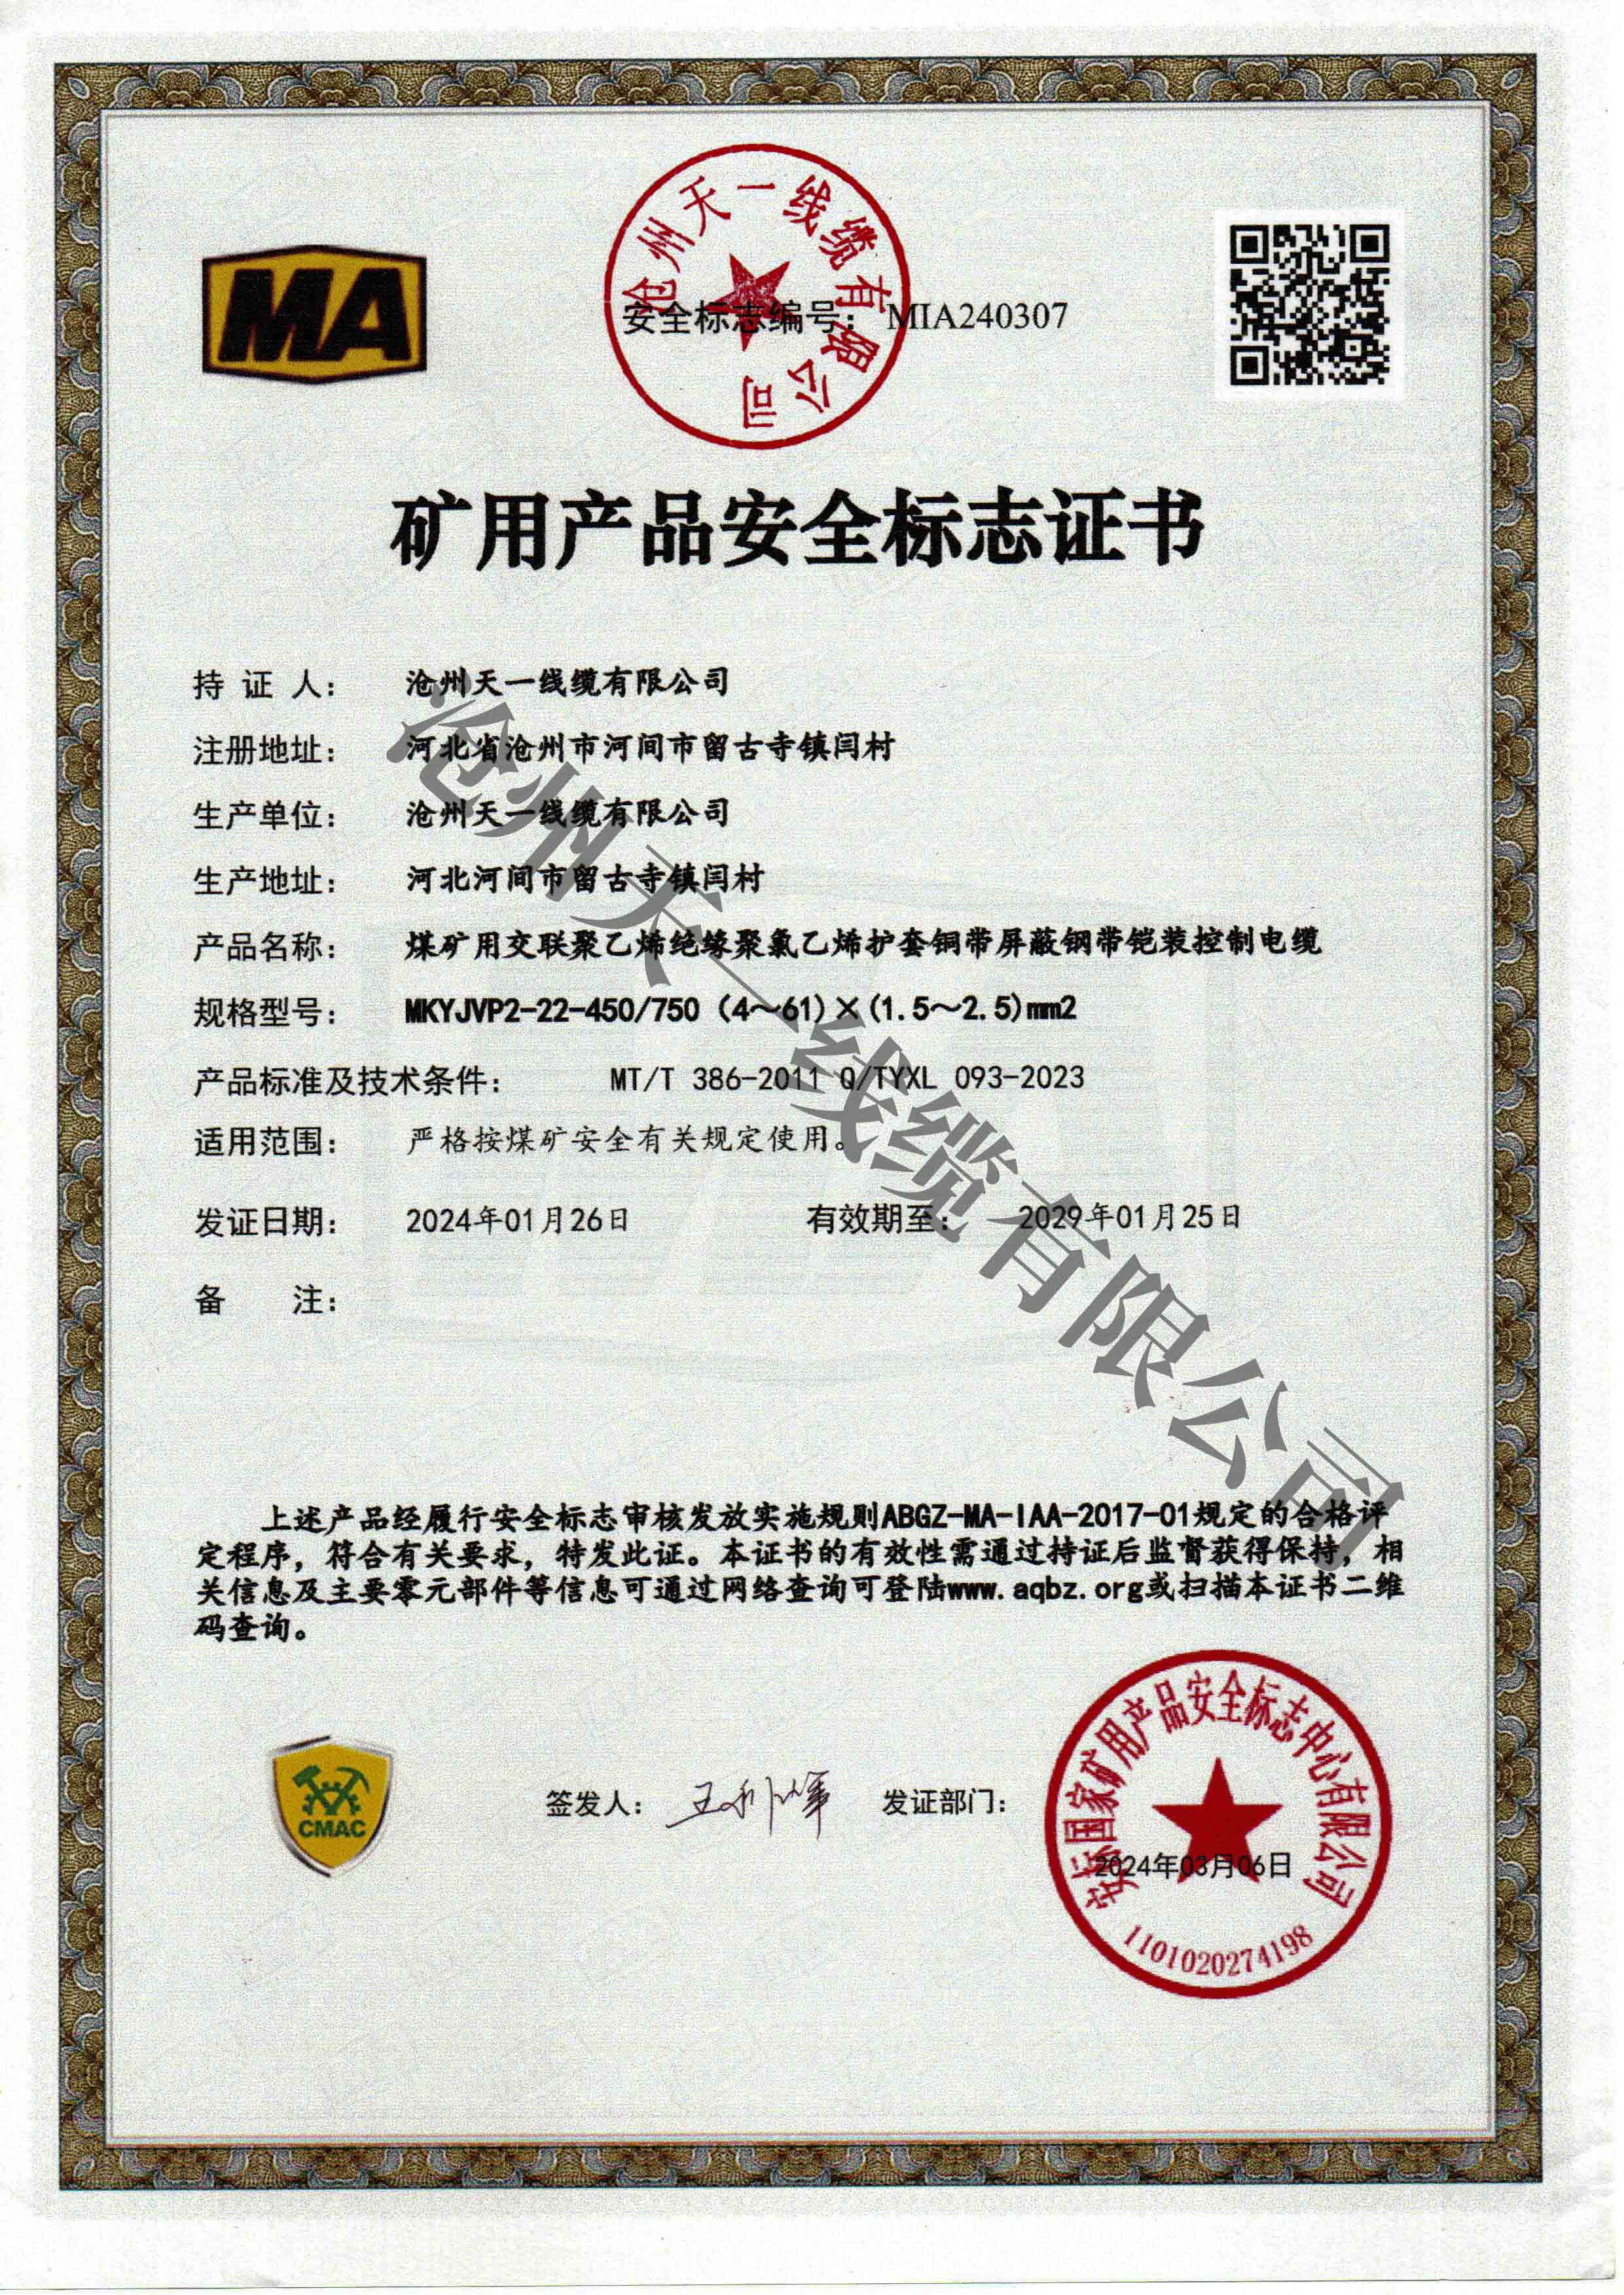 MA
沧州天一线缆有限公司
安全标志编号： MIA240307
矿用产品安全标志证书
持 证 人： 沧州天一线缆有限公司
注册地址： 河北省沧州市河间市留古寺镇闫村
生产单位： 沧州天一线缆有限公司
生产地址： 河北河间市留古寺镇闫村
产品名称： 煤矿用交联聚乙烯绝缘聚氯乙烯护套铜带屏蔽钢带铠装控制电缆
规格型号： MKYJVP2-22-450/750（4～61）×(1.5～2.5)mm2
产品标准及技术条件： MT/T 386-2011 Q/TYXL 093-2023
适用范围： 严格按煤矿安全有关规定使用。
发证日期： 2024年01月26日 有效期至： 2029年01月25日
备 注：
沧州天一线缆有限公司
上述产品经履行安全标志审核发放实施规则ABGZ-MA-IAA-2017-01规定的合格评
定程序，符合有关要求，特发此证。本证书的有效性需通过持证后监督获得保持，相
关信息及主要零元部件等信息可通过网络查询可登陆www.aqbz.org或扫描本证书二维
码查询。
CMAC
签发人： 发证部门：
安标国家矿用产品安全标志中心有限公司
2024年03月06日
1101020274198